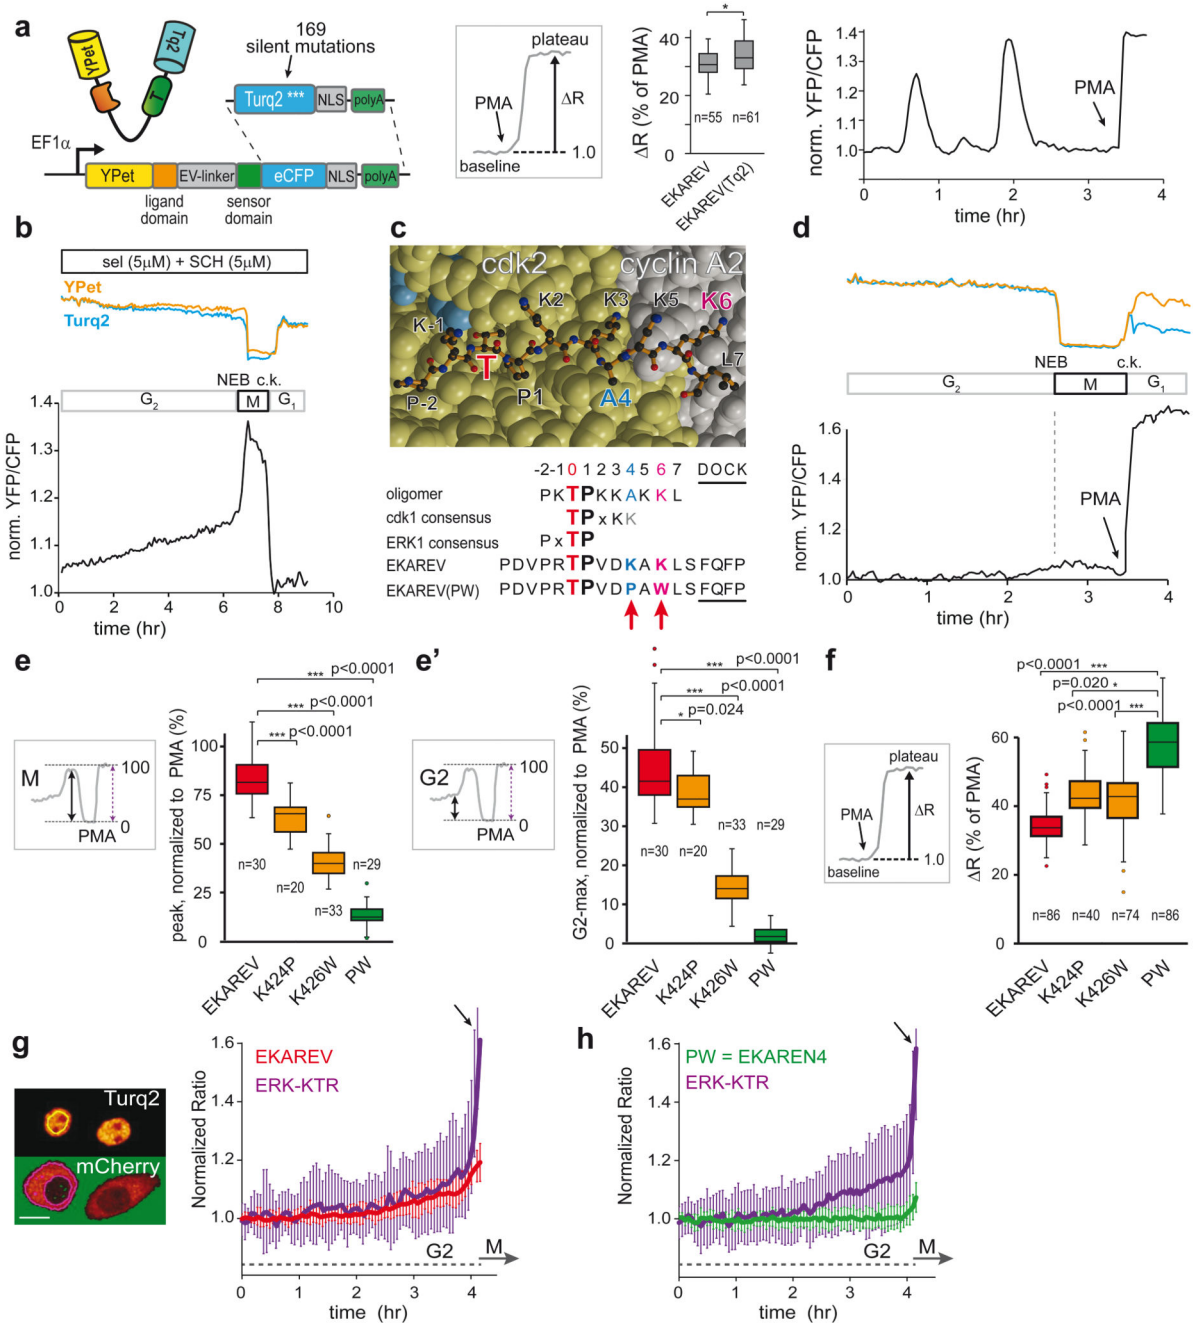 a
169
silent mutations
YPet
Tq2
T
Turq2 ***
NLS
polyA
EF1α
YPet
EV-linker
eCFP
NLS
polyA
ligand
domain
sensor
domain
plateau
PMA
ΔR
baseline
1.0
ΔR (% of PMA)
40
20
0
*
n=55
n=61
EKAREV
EKAREV(Tq2)
norm. YFP/CFP
1.4
1.3
1.2
1.1
1.0
PMA
0
1
2
3
4
time (hr)
b
sel (5µM) + SCH (5µM)
YPet
Turq2
NEB c.k.
G2
M
G1
norm. YFP/CFP
1.4
1.3
1.2
1.1
1.0
0
2
4
6
8
10
time (hr)
c
cdk2
cyclin A2
K2
K3
K5
K6
K-1
T
P-2
P1
A4
L7
-2-1 0 1 2 3 4 5 6 7 DOCK
oligomer PKTPKKAKKL
cdk1 consensus TPxKK
ERK1 consensus PxTP
EKAREV PDVPRTPVDKAKLSFQFP
EKAREV(PW) PDVPRTPVDPAWLSFQFP
d
NEB
c.k.
G2
M
G1
norm. YFP/CFP
1.6
1.4
1.2
1.0
PMA
0
1
2
3
4
time (hr)
e
M
100
0
PMA
peak, normalized to PMA (%)
100
75
50
25
0
*** p<0.0001
*** p<0.0001
*** p<0.0001
n=30
n=20
n=33
n=29
EKAREV
K424P
K426W
PW
e'
G2
100
0
PMA
G2-max, normalized to PMA (%)
50
40
30
20
10
0
*** p<0.0001
*** p<0.0001
* p=0.024
n=30
n=20
n=33
n=29
EKAREV
K424P
K426W
PW
f
plateau
PMA
ΔR
1.0
baseline
ΔR (% of PMA)
60
40
20
0
p<0.0001 ***
p=0.020 *
p<0.0001 ***
n=86
n=40
n=74
n=86
EKAREV
K424P
K426W
PW
g
Turq2
mCherry
Normalized Ratio
1.6
1.4
1.2
1.0
EKAREV
ERK-KTR
G2
M
0
1
2
3
4
time (hr)
h
Normalized Ratio
1.6
1.4
1.2
1.0
PW = EKAREN4
ERK-KTR
G2
M
0
1
2
3
4
time (hr)